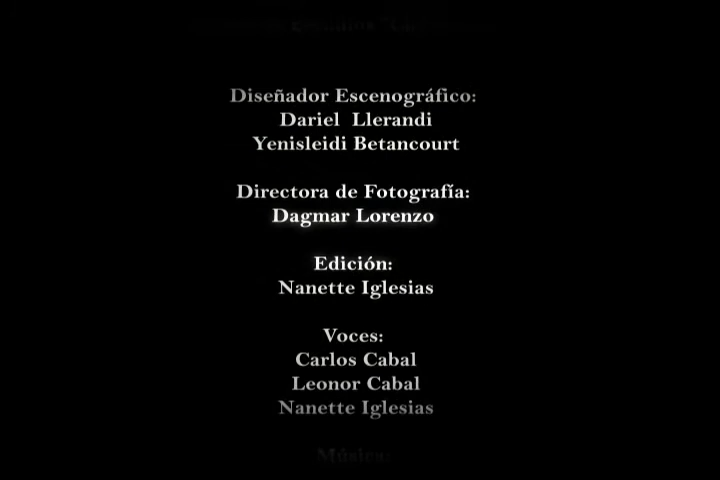 Diseñador Escenográfico:
Dariel Llerandi
Yenisleidi Betancourt
Directora de Fotografía:
Dagmar Lorenzo
Edición:
Nanette Iglesias
Voces:
Carlos Cabal
Leonor Cabal
Nanette Iglesias
Música: